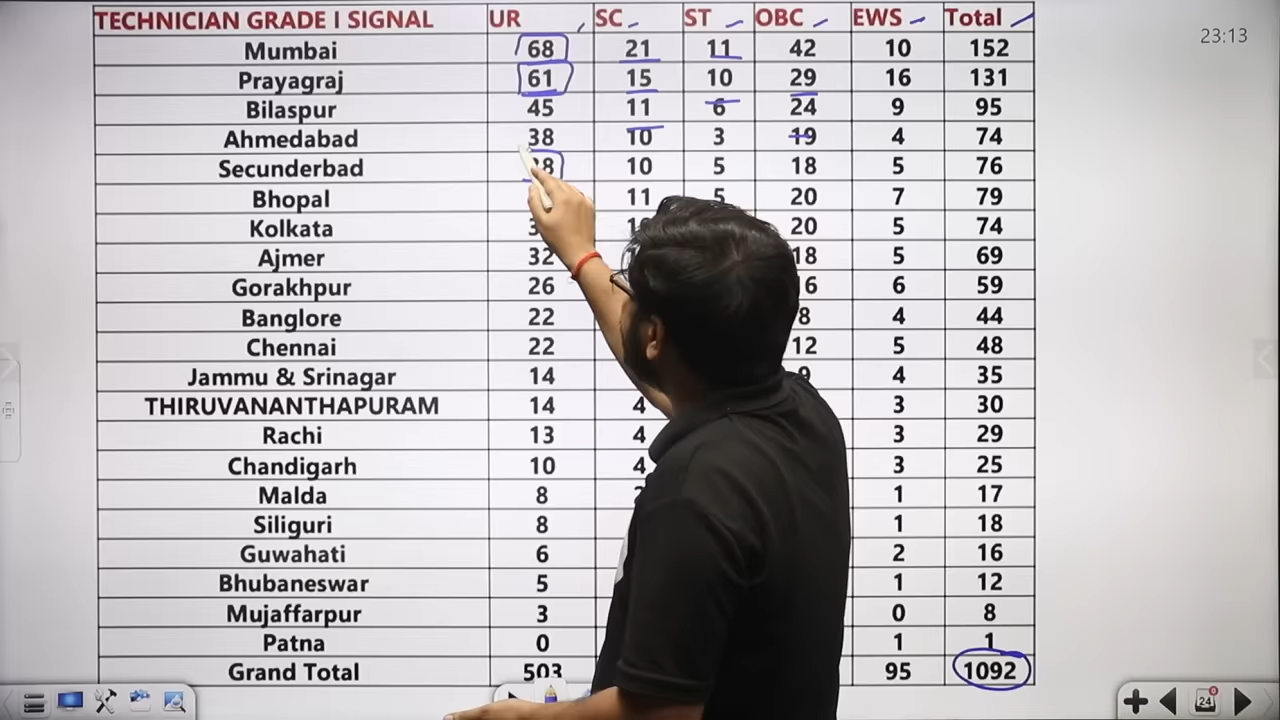 TECHNICIAN GRADE I SIGNAL UR SC ST OBC EWS Total
Mumbai 68 21 11 42 10 152
Prayagraj 61 15 10 29 16 131
Bilaspur 45 11 6 24 9 95
Ahmedabad 38 10 3 19 4 74
Secunderbad 10 5 18 5 76
Bhopal 11 5 20 7 79
Kolkata 20 5 74
Ajmer 32 18 5 69
Gorakhpur 26 6 59
Banglore 22 8 4 44
Chennai 22 12 5 48
Jammu & Srinagar 14 9 4 35
THIRUVANANTHAPURAM 14 4 3 30
Rachi 13 4 3 29
Chandigarh 10 4 3 25
Malda 8 1 17
Siliguri 8 1 18
Guwahati 6 2 16
Bhubaneswar 5 1 12
Mujaffarpur 3 0 8
Patna 0 1 1
Grand Total 503 95 1092
23:13
24